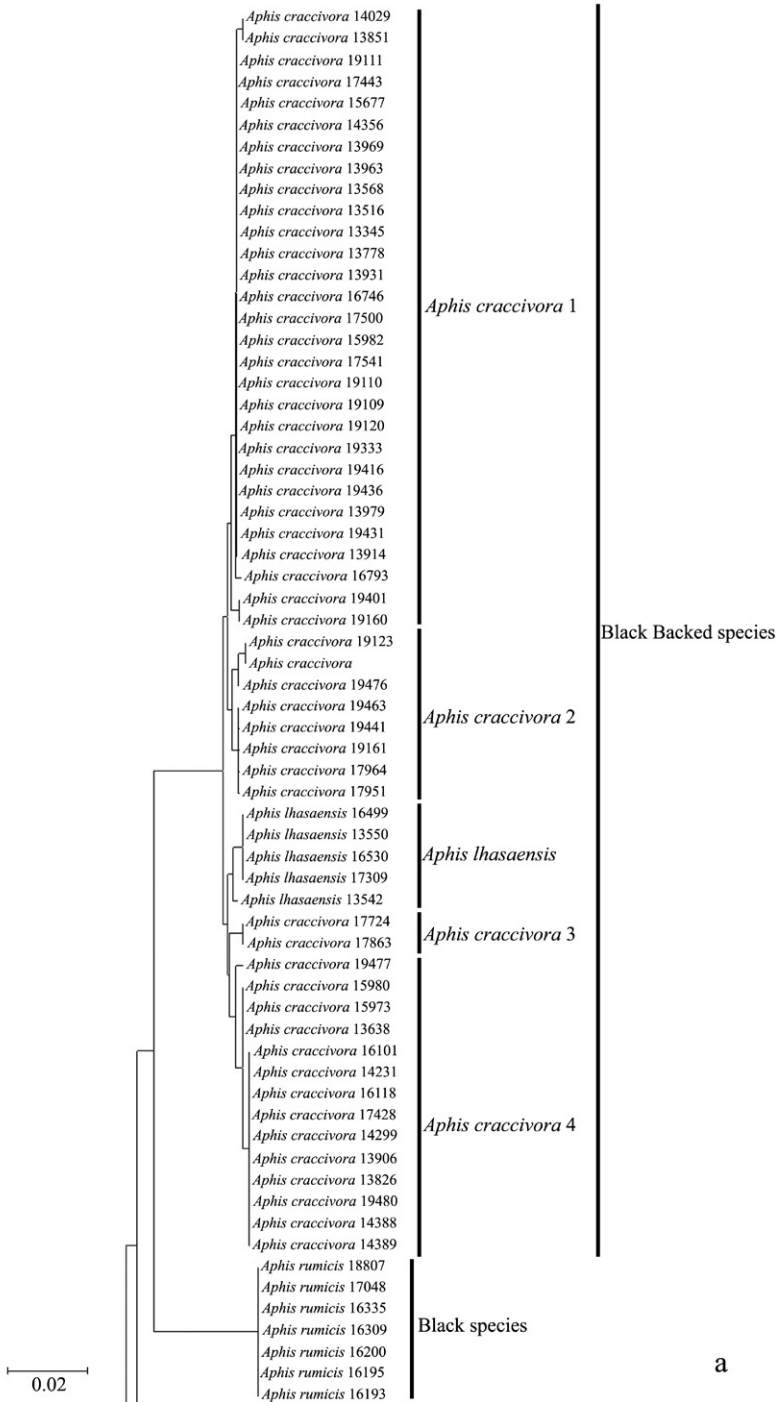 Aphis craccivora 14029
Aphis craccivora 13851
Aphis craccivora 19111
Aphis craccivora 17443
Aphis craccivora 15677
Aphis craccivora 14356
Aphis craccivora 13969
Aphis craccivora 13963
Aphis craccivora 13568
Aphis craccivora 13516
Aphis craccivora 13345
Aphis craccivora 13778
Aphis craccivora 13931
Aphis craccivora 16746
Aphis craccivora 17500
Aphis craccivora 15982
Aphis craccivora 17541
Aphis craccivora 19110
Aphis craccivora 19109
Aphis craccivora 19120
Aphis craccivora 19333
Aphis craccivora 19416
Aphis craccivora 19436
Aphis craccivora 13979
Aphis craccivora 19431
Aphis craccivora 13914
Aphis craccivora 16793
Aphis craccivora 19401
Aphis craccivora 19160
Aphis craccivora 1
Aphis craccivora 19123
Aphis craccivora
Aphis craccivora 19476
Aphis craccivora 19463
Aphis craccivora 19441
Aphis craccivora 19161
Aphis craccivora 17964
Aphis craccivora 17951
Aphis craccivora 2
Aphis lhasaensis 16499
Aphis lhasaensis 13550
Aphis lhasaensis 16530
Aphis lhasaensis 17309
Aphis lhasaensis 13542
Aphis lhasaensis
Aphis craccivora 17724
Aphis craccivora 17863
Aphis craccivora 3
Aphis craccivora 19477
Aphis craccivora 15980
Aphis craccivora 15973
Aphis craccivora 13638
Aphis craccivora 16101
Aphis craccivora 14231
Aphis craccivora 16118
Aphis craccivora 17428
Aphis craccivora 14299
Aphis craccivora 13906
Aphis craccivora 13826
Aphis craccivora 19480
Aphis craccivora 14388
Aphis craccivora 14389
Aphis craccivora 4
Black Backed species
Aphis rumicis 18807
Aphis rumicis 17048
Aphis rumicis 16335
Aphis rumicis 16309
Aphis rumicis 16200
Aphis rumicis 16195
Aphis rumicis 16193
Black species
0.02
a